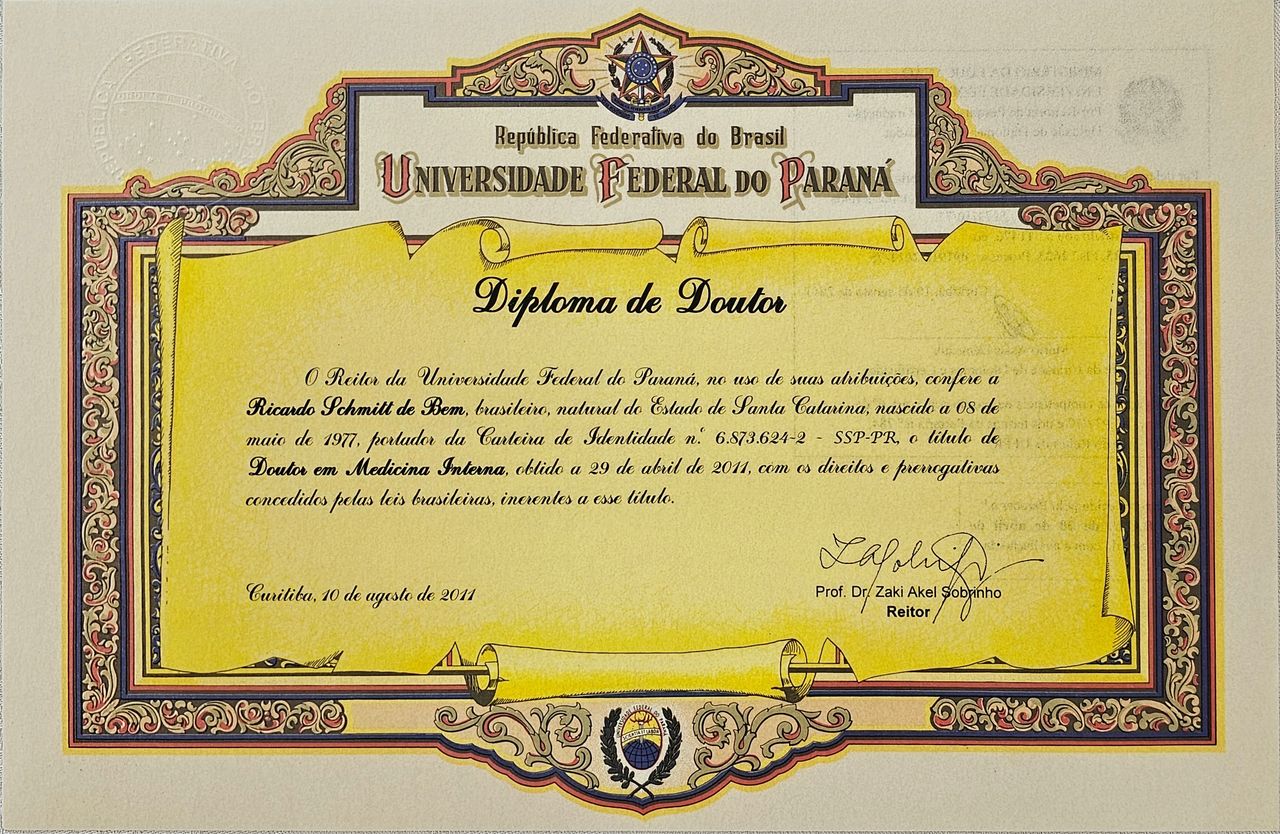 República Federativa do Brasil
UNIVERSIDADE FEDERAL DO PARANÁ
Diploma de Doutor
O Reitor da Universidade Federal do Paraná, no uso de suas atribuições, confere a
Ricardo Schmitt de Bem, brasileiro, natural do Estado de Santa Catarina, nascido a 08 de
maio de 1977, portador da Carteira de Identidade n.º 6.873.624-2 - SSP-PR, o título de
Doutor em Medicina Interna, obtido a 29 de abril de 2011, com os direitos e prerrogativas
concedidos pelas leis brasileiras, inerentes a esse título.
Curitiba, 10 de agosto de 2011
Prof. Dr. Zaki Akel Sobrinho
Reitor
UNIVERSIDADE FEDERAL DO PARANÁ